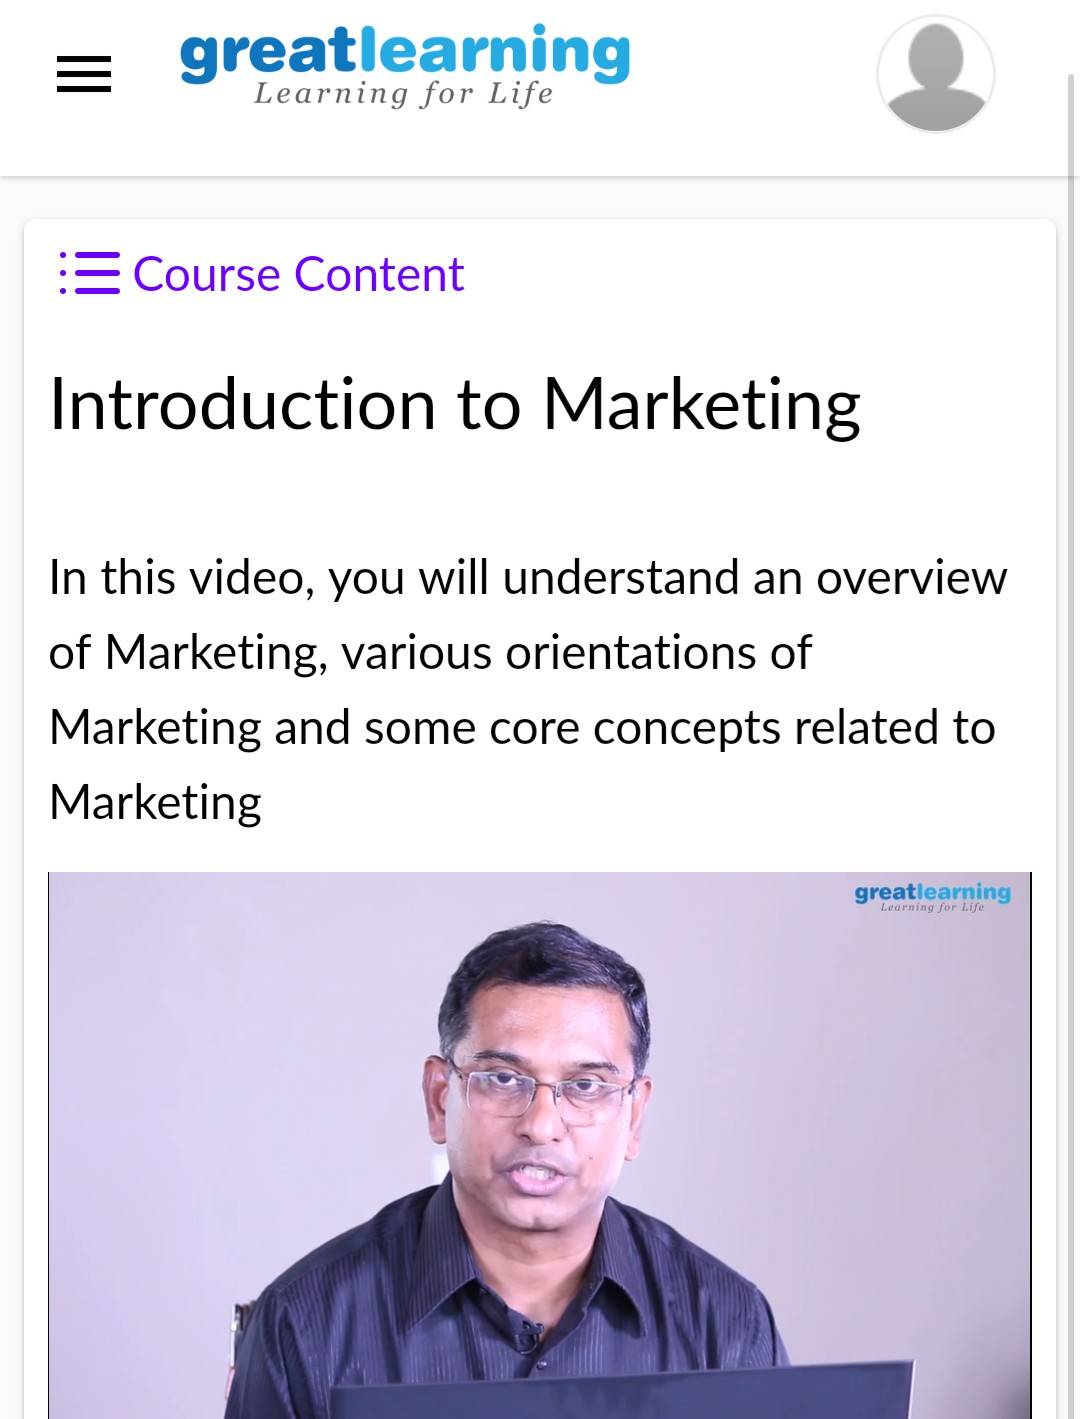 greatlearning
Learning for Life
Course Content
Introduction to Marketing
In this video, you will understand an overview
of Marketing, various orientations of
Marketing and some core concepts related to
Marketing
greatlearning
Learning for Life